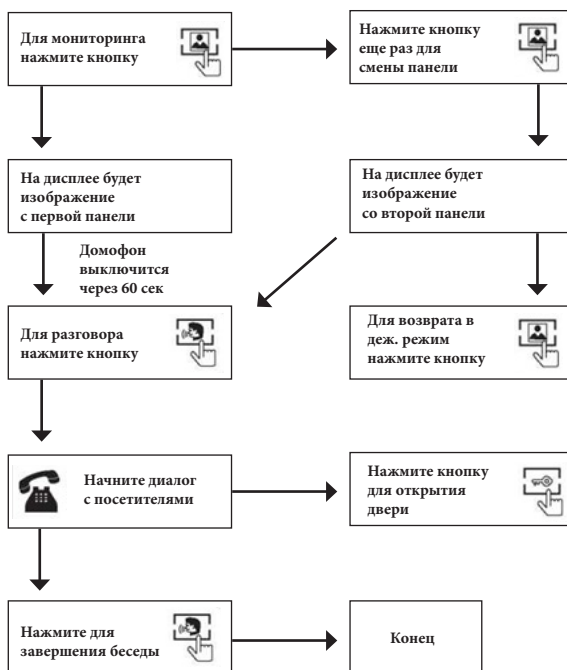 Для мониторинга
нажмите кнопку
Нажмите кнопку
еще раз для
смены панели
На дисплее будет
изображение
с первой панели
На дисплее будет
изображение
со второй панели
Домофон
выключится
через 60 сек
Для разговора
нажмите кнопку
Для возврата в
деж. режим
нажмите кнопку
Начните диалог
с посетителями
Нажмите кнопку
для открытия
двери
Нажмите для
завершения беседы
Конец